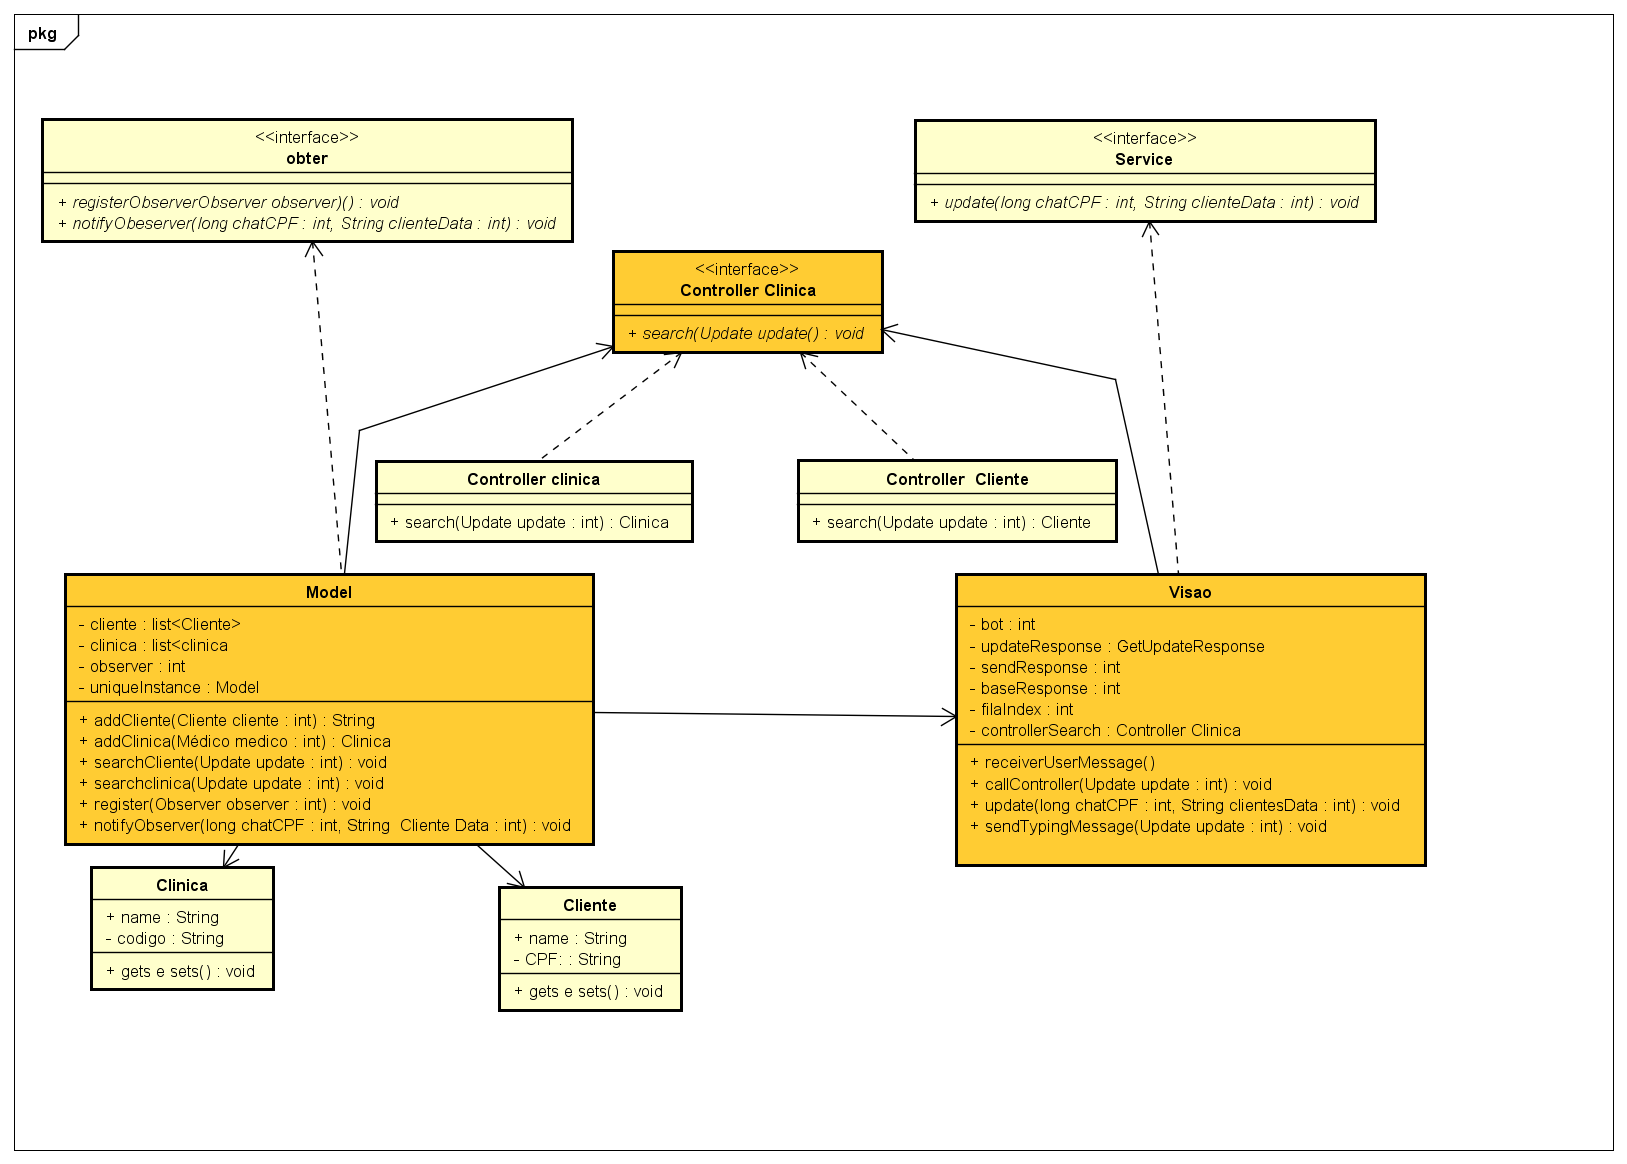 pkg
<<interface>>
obter
+ registerObserverObserver observer)() : void
+ notifyObeserver(long chatCPF : int, String clienteData : int) : void
<<interface>>
Service
+ update(long chatCPF : int, String clienteData : int) : void
<<interface>>
Controller Clinica
+ search(Update update() : void
Controller clinica
+ search(Update update : int) : Clinica
Controller  Cliente
+ search(Update update : int) : Cliente
Model
- cliente : list<Cliente>
- clinica : list<clinica
- observer : int
- uniqueInstance : Model
+ addCliente(Cliente cliente : int) : String
+ addClinica(Médico medico : int) : Clinica
+ searchCliente(Update update : int) : void
+ searchclinica(Update update : int) : void
+ register(Observer observer : int) : void
+ notifyObserver(long chatCPF : int, String  Cliente Data : int) : void
Visao
- bot : int
- updateResponse : GetUpdateResponse
- sendResponse : int
- baseResponse : int
- filaIndex : int
- controllerSearch : Controller Clinica
+ receiverUserMessage()
+ callController(Update update : int) : void
+ update(long chatCPF : int, String clientesData : int) : void
+ sendTypingMessage(Update update : int) : void
Clinica
+ name : String
- codigo : String
+ gets e sets() : void
Cliente
+ name : String
- CPF: : String
+ gets e sets() : void